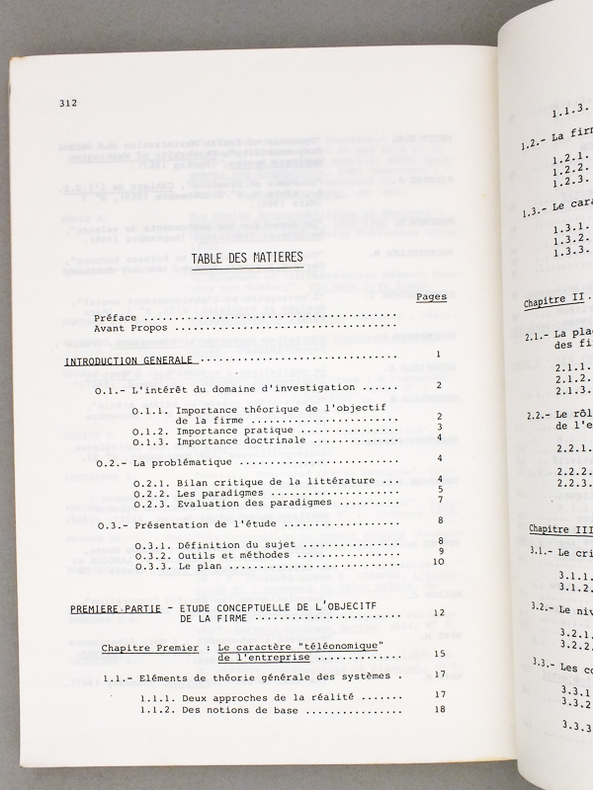 312
TABLE DES MATIERES
Pages
Préface ......................................
Avant Propos .................................
INTRODUCTION GENERALE .............................. 1
O.1.- L'intérêt du domaine d'investigation ...... 2
O.1.1. Importance théorique de l'objectif
de la firme ...................... 2
O.1.2. Importance pratique ............... 3
O.1.3. Importance doctrinale ............. 4
O.2.- La problématique ........................ 4
O.2.1. Bilan critique de la littérature ... 4
O.2.2. Les paradigmes ................... 5
O.2.3. Evaluation des paradigmes ......... 7
O.3.- Présentation de l'étude .................. 8
O.3.1. Définition du sujet ............... 8
O.3.2. Outils et méthodes ................ 9
O.3.3. Le plan .......................... 10
PREMIERE PARTIE - ETUDE CONCEPTUELLE DE L'OBJECITF
DE LA FIRME ...................... 12
Chapitre Premier : Le caractère "téléonomique"
de l'entreprise ............. 15
1.1.- Eléments de théorie générale des systèmes . 17
1.1.1. Deux approches de la réalité ....... 17
1.1.2. Des notions de base ............... 18
1.1.3.
1.2.- La fir
1.2.1.
1.2.2.
1.2.3.
1.3.- Le cara
1.3.1.
1.3.2.
1.3.3.
Chapitre II
2.1.- La pla
des fi
2.1.1.
2.1.2.
2.1.3.
2.2.- Le rôl
de l'e
2.2.1.
2.2.2.
2.2.3.
Chapitre III
3.1.- Le cri
3.1.1.
3.1.2.
3.2.- Le niv
3.2.1.
3.2.2.
3.3.- Les co
3.3.1
3.3.2
3.3.3